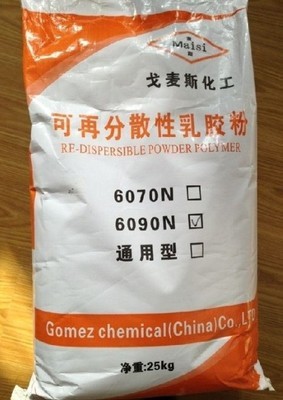 Msisi
戈麦斯化工
可再分散性乳胶粉
RE-DISPERSIBLE POWDER POLYMER
6070N □
6090N ☑
通用型 □
Gomez chemical(China)Co.,LTD
净重:25kg